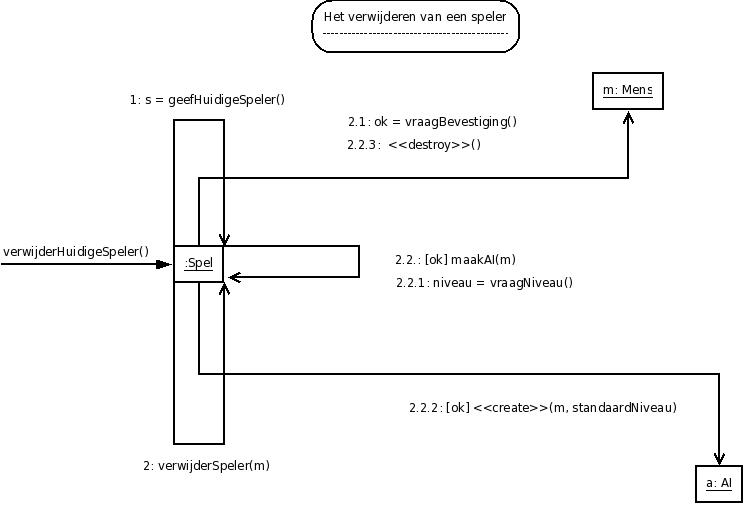 Het verwijderen van een speler
1: s = geefHuidigeSpeler()
m: Mens
2.1: ok = vraagBevestiging()
2.2.3: <<destroy>>()
verwijderHuidigeSpeler()
:Spel
2.2.: [ok] maakAI(m)
2.2.1: niveau = vraagNiveau()
2.2.2: [ok] <<create>>(m, standaardNiveau)
2: verwijderSpeler(m)
a: AI